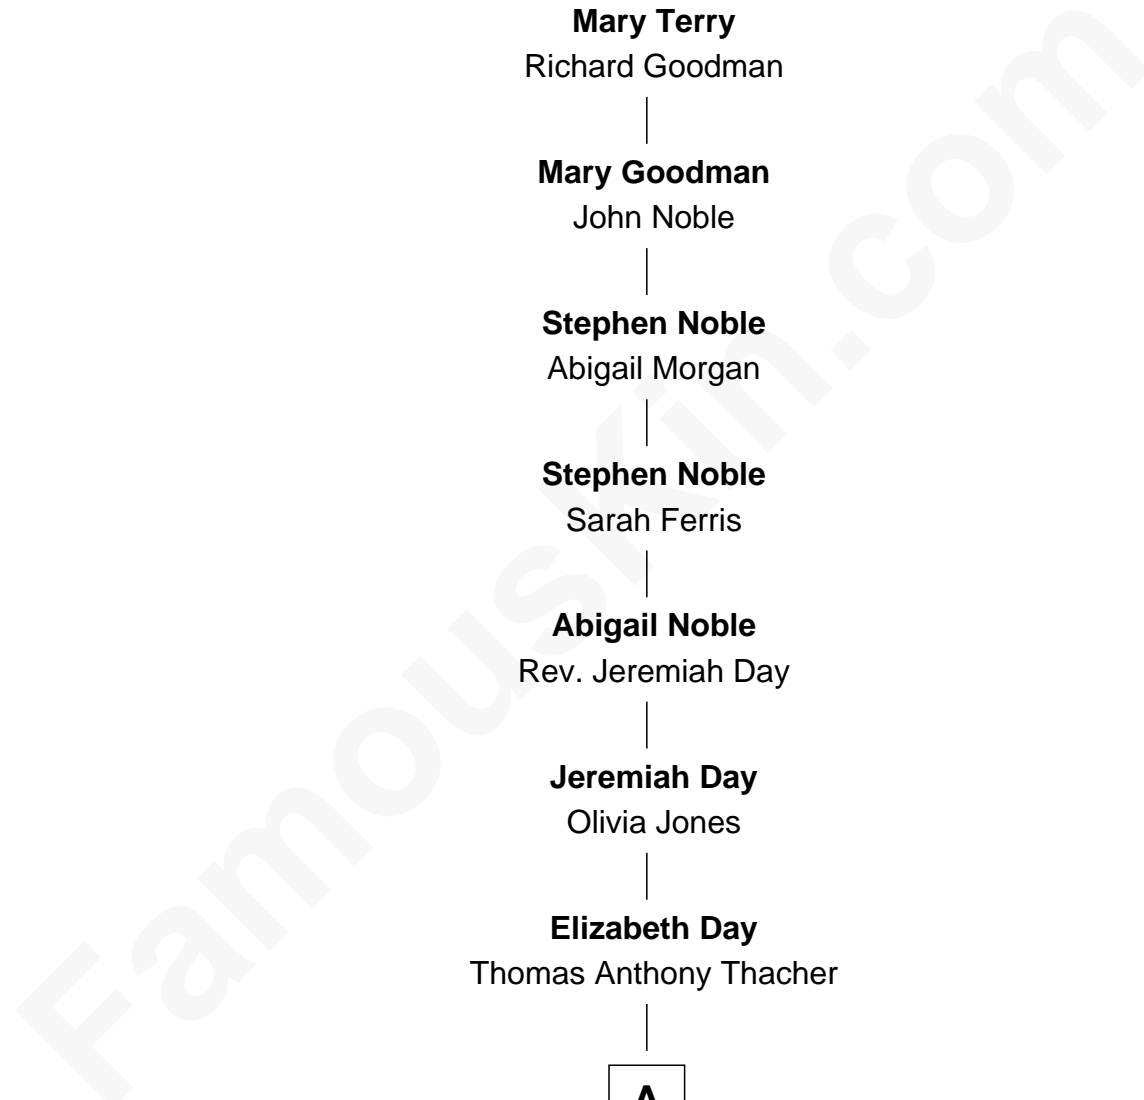 Mary Terry
Richard Goodman
Mary Goodman
John Noble
Stephen Noble
Abigail Morgan
Stephen Noble
Sarah Ferris
Abigail Noble
Rev. Jeremiah Day
Jeremiah Day
Olivia Jones
Elizabeth Day
Thomas Anthony Thacher
A
FamousKin.com